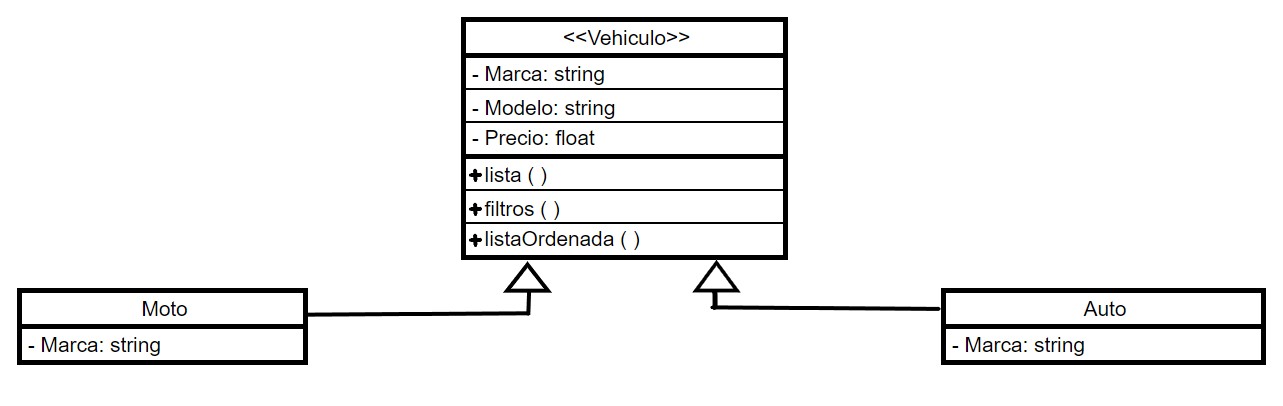 <<Vehiculo>>
- Marca: string
- Modelo: string
- Precio: float
+lista ( )
+filtros ( )
+listaOrdenada ( )
Moto
- Marca: string
Auto
- Marca: string